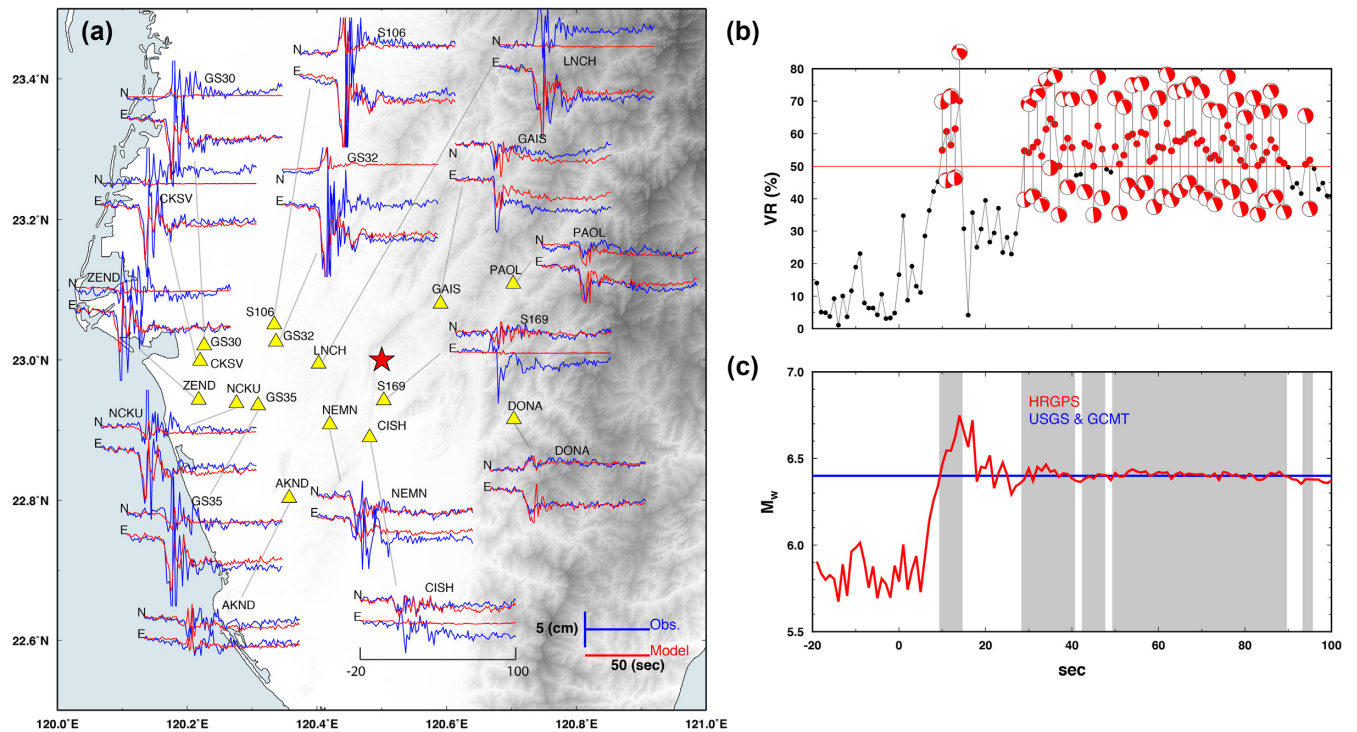 (a)
23.4°N
23.2°N
23.0°N
22.8°N
22.6°N
120.0°E
120.2°E
120.4°E
120.6°E
120.8°E
121.0°E
N
E
GS30
N
E
S106
N
E
LNCH
N
E
CKSV
N
E
GS32
N
E
GAIS
N
E
PAOL
N
E
ZEND
N
E
S169
N
E
NCKU
N
E
GS35
N
E
NEMN
N
E
DONA
N
E
AKND
N
E
CISH
S106
GS32
GS30
CKSV
LNCH
GAIS
PAOL
ZEND
NCKU
GS35
S169
NEMN
CISH
DONA
AKND
5 (cm)
Obs.
Model
50 (sec)
-20
100
(b)
VR (%)
80
70
60
50
40
30
20
10
0
(c)
HRGPS
USGS & GCMT
Mw
7.0
6.5
6.0
5.5
-20
0
20
40
60
80
100
sec